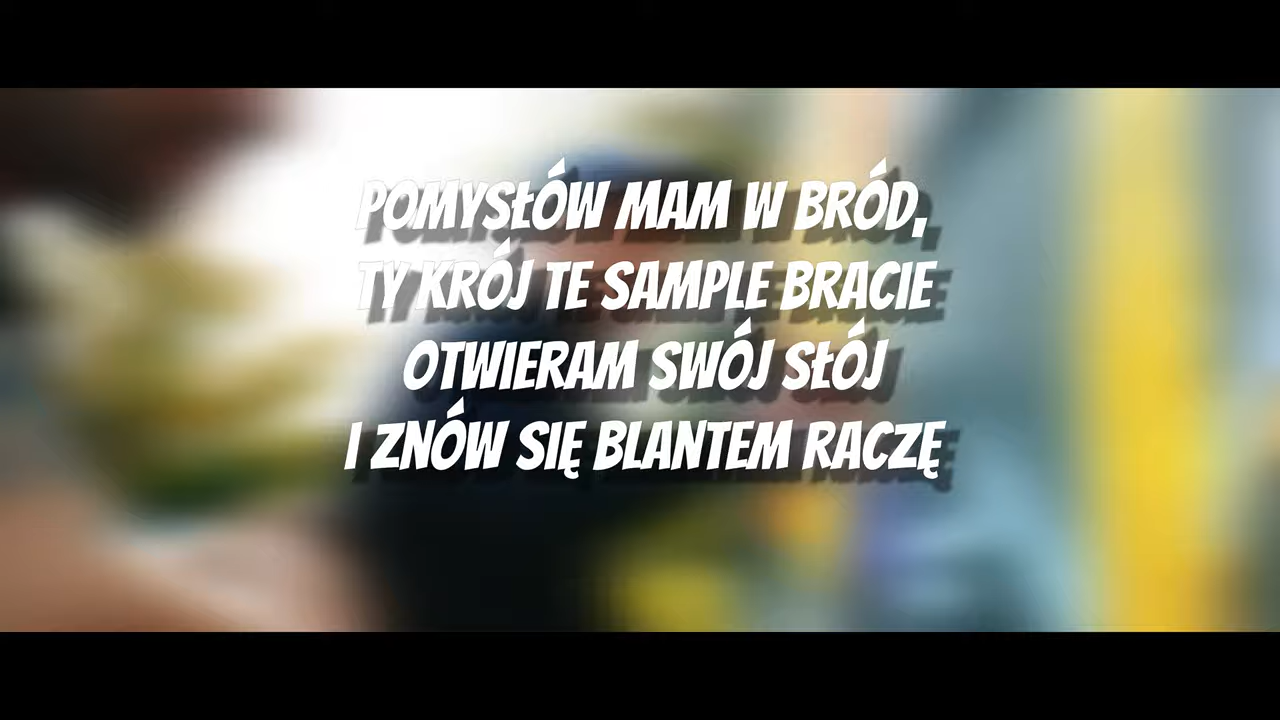 POMYSŁÓW MAM W BRÓD,
TY KRÓJ TE SAMPLE BRACIE
OTWIERAM SWÓJ SŁÓJ
I ZNÓW SIĘ BLANTEM RACZĘ